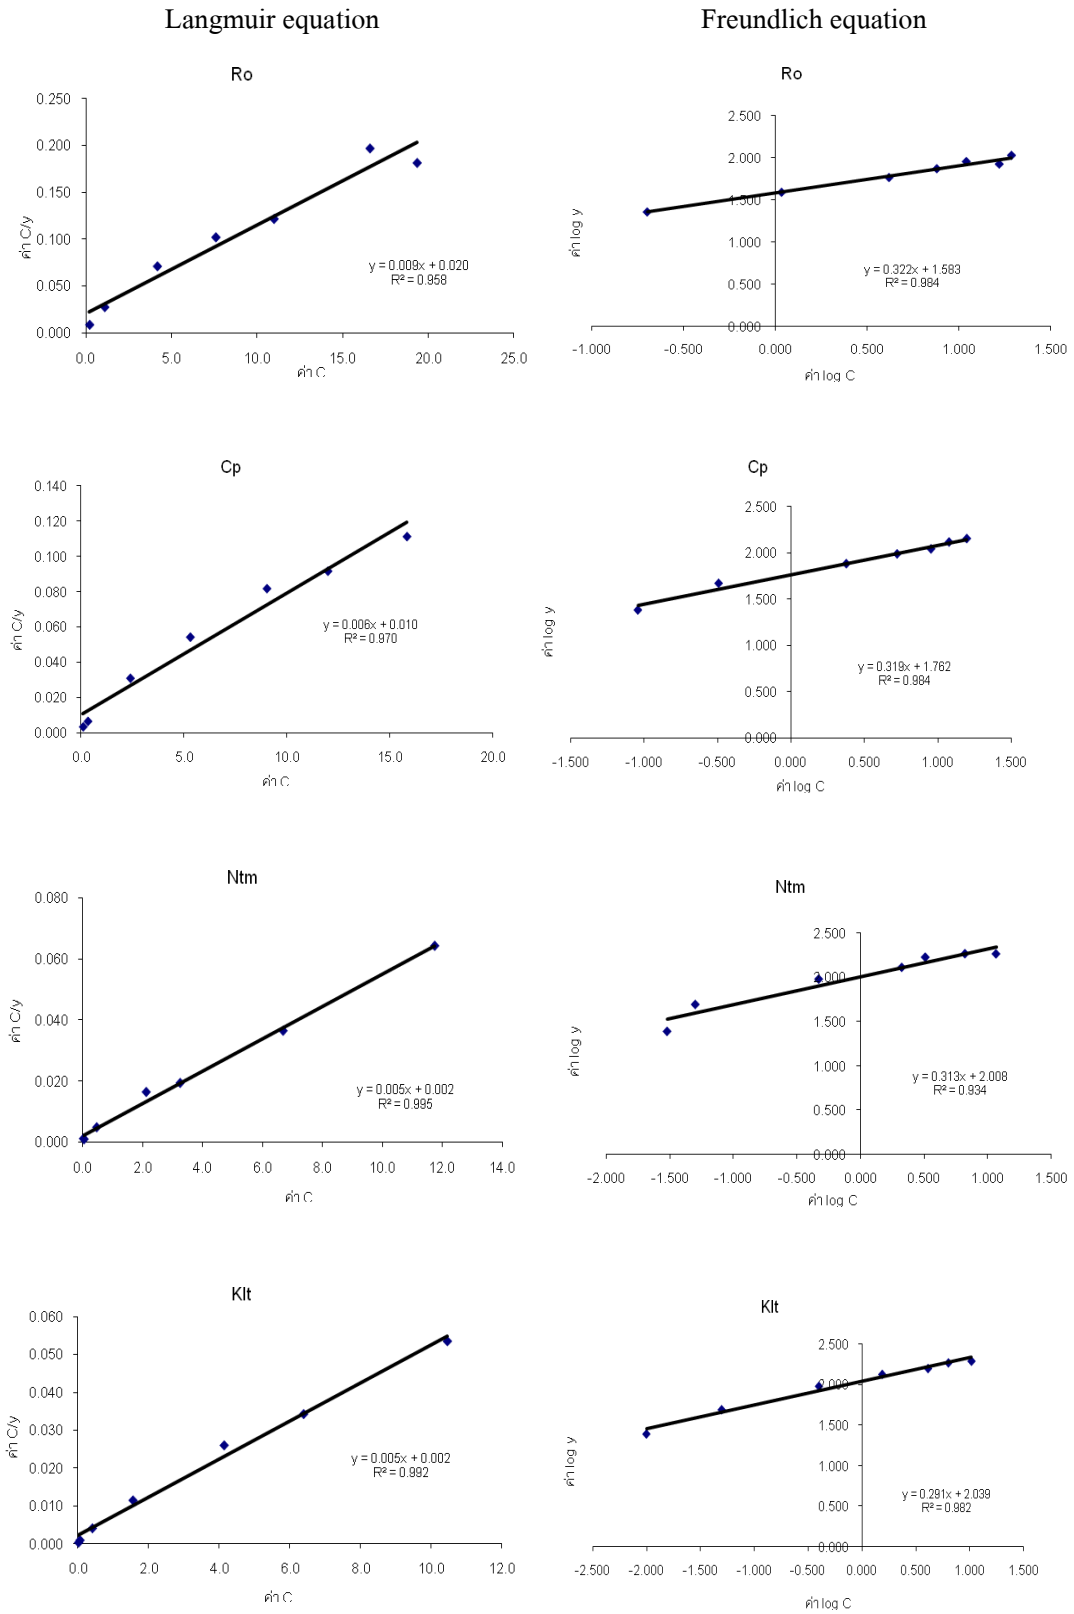 Langmuir equation
Freundlich equation
Ro
0.250
0.200
0.150
0.100
0.050
0.000
ค่า C/y
y = 0.009x + 0.020
R² = 0.958
0.0 5.0 10.0 15.0 20.0 25.0
ค่า C
Ro
2.500
2.000
1.500
1.000
0.500
0.000
ค่า log y
y = 0.322x + 1.583
R² = 0.984
-1.000 -0.500 0.000 0.500 1.000 1.500
ค่า log C
Cp
0.140
0.120
0.100
0.080
0.060
0.040
0.020
0.000
ค่า C/y
y = 0.006x + 0.010
R² = 0.970
0.0 5.0 10.0 15.0 20.0
ค่า C
Cp
2.500
2.000
1.500
1.000
0.500
0.000
ค่า log y
y = 0.319x + 1.762
R² = 0.984
-1.500 -1.000 -0.500 0.000 0.500 1.000 1.500
ค่า log C
Ntm
0.080
0.060
0.040
0.020
0.000
ค่า C/y
y = 0.005x + 0.002
R² = 0.995
0.0 2.0 4.0 6.0 8.0 10.0 12.0 14.0
ค่า C
Ntm
2.500
2.000
1.500
1.000
0.500
0.000
ค่า log y
y = 0.313x + 2.008
R² = 0.934
-2.000 -1.500 -1.000 -0.500 0.000 0.500 1.000 1.500
ค่า log C
Klt
0.060
0.050
0.040
0.030
0.020
0.010
0.000
ค่า C/y
y = 0.005x + 0.002
R² = 0.992
0.0 2.0 4.0 6.0 8.0 10.0 12.0
ค่า C
Klt
2.500
2.000
1.500
1.000
0.500
0.000
ค่า log y
y = 0.291x + 2.039
R² = 0.982
-2.500 -2.000 -1.500 -1.000 -0.500 0.000 0.500 1.000 1.500
ค่า log C